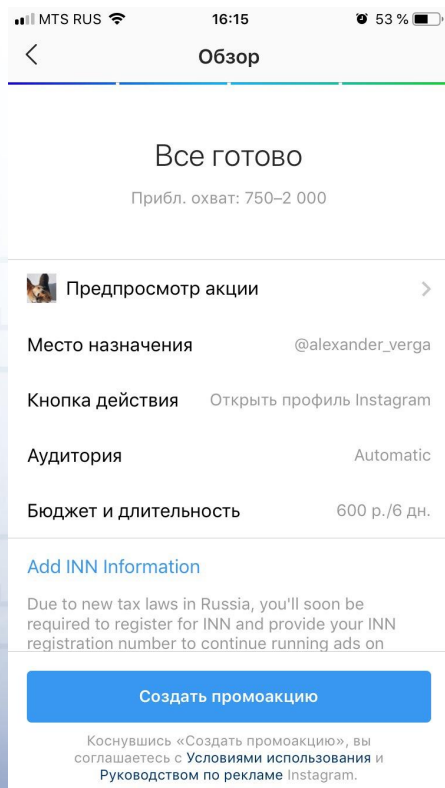 MTS RUS 16:15 53 %
Обзор
Все готово
Прибл. охват: 750–2 000
Предпросмотр акции
Место назначения @alexander_verga
Кнопка действия Открыть профиль Instagram
Аудитория Automatic
Бюджет и длительность 600 р./6 дн.
Add INN Information
Due to new tax laws in Russia, you'll soon be
required to register for INN and provide your INN
registration number to continue running ads on
Создать промоакцию
Коснувшись «Создать промоакцию», вы
соглашаетесь с Условиями использования и
Руководством по рекламе Instagram.